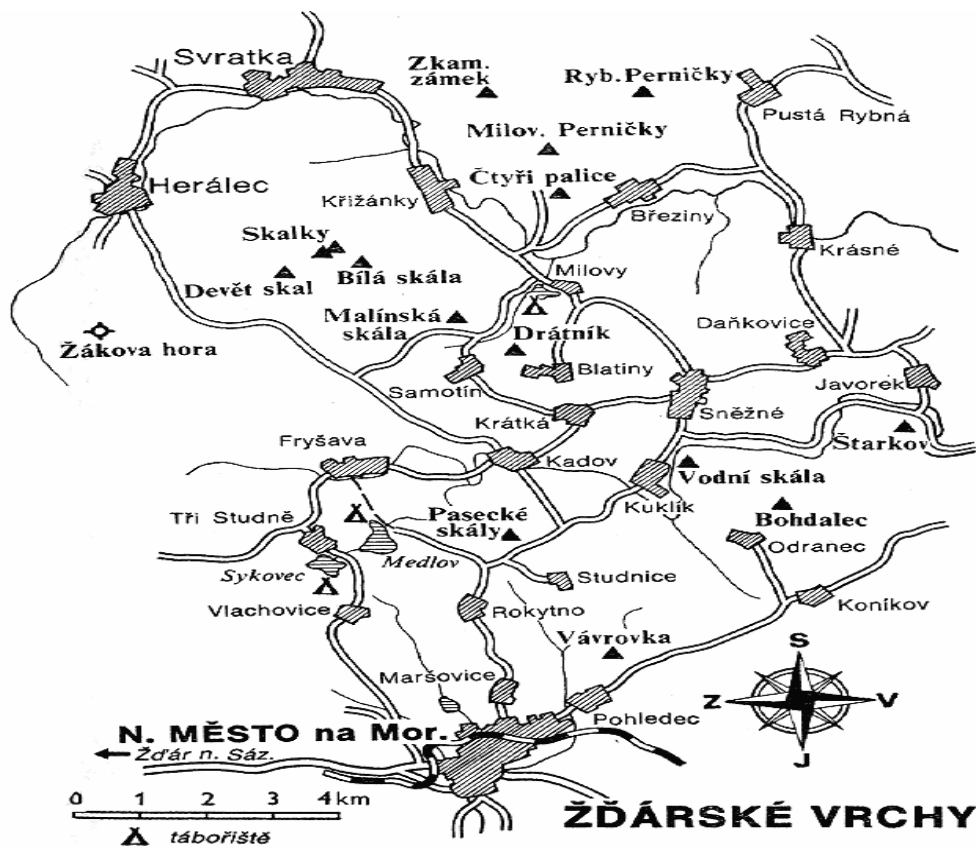 Svratka
Zkam.
zámek
Ryb. Perničky
Pustá Rybná
Milov. Perničky
Čtyři palice
Herálec
Křižánky
Březiny
Krásné
Skalky
Bílá skála
Devět skal
Milovy
Malínská
skála
Daňkovice
Drátník
Žákova hora
Blatiny
Samotín
Javorek
Krátká
Sněžné
Štarkov
Fryšava
Kadov
Vodní skála
Kuklík
Tři Studně
Pasecké
skály
Bohdalec
Odranec
Medlov
Sykovec
Studnice
Vlachovice
Rokytno
Koníkov
Vávrovka
S
Maršovice
Z
V
Pohledec
N. MĚSTO na Mor.
Žďár n. Sáz.
J
0 1 2 3 4 km
ŽĎÁRSKÉ VRCHY
tábořiště